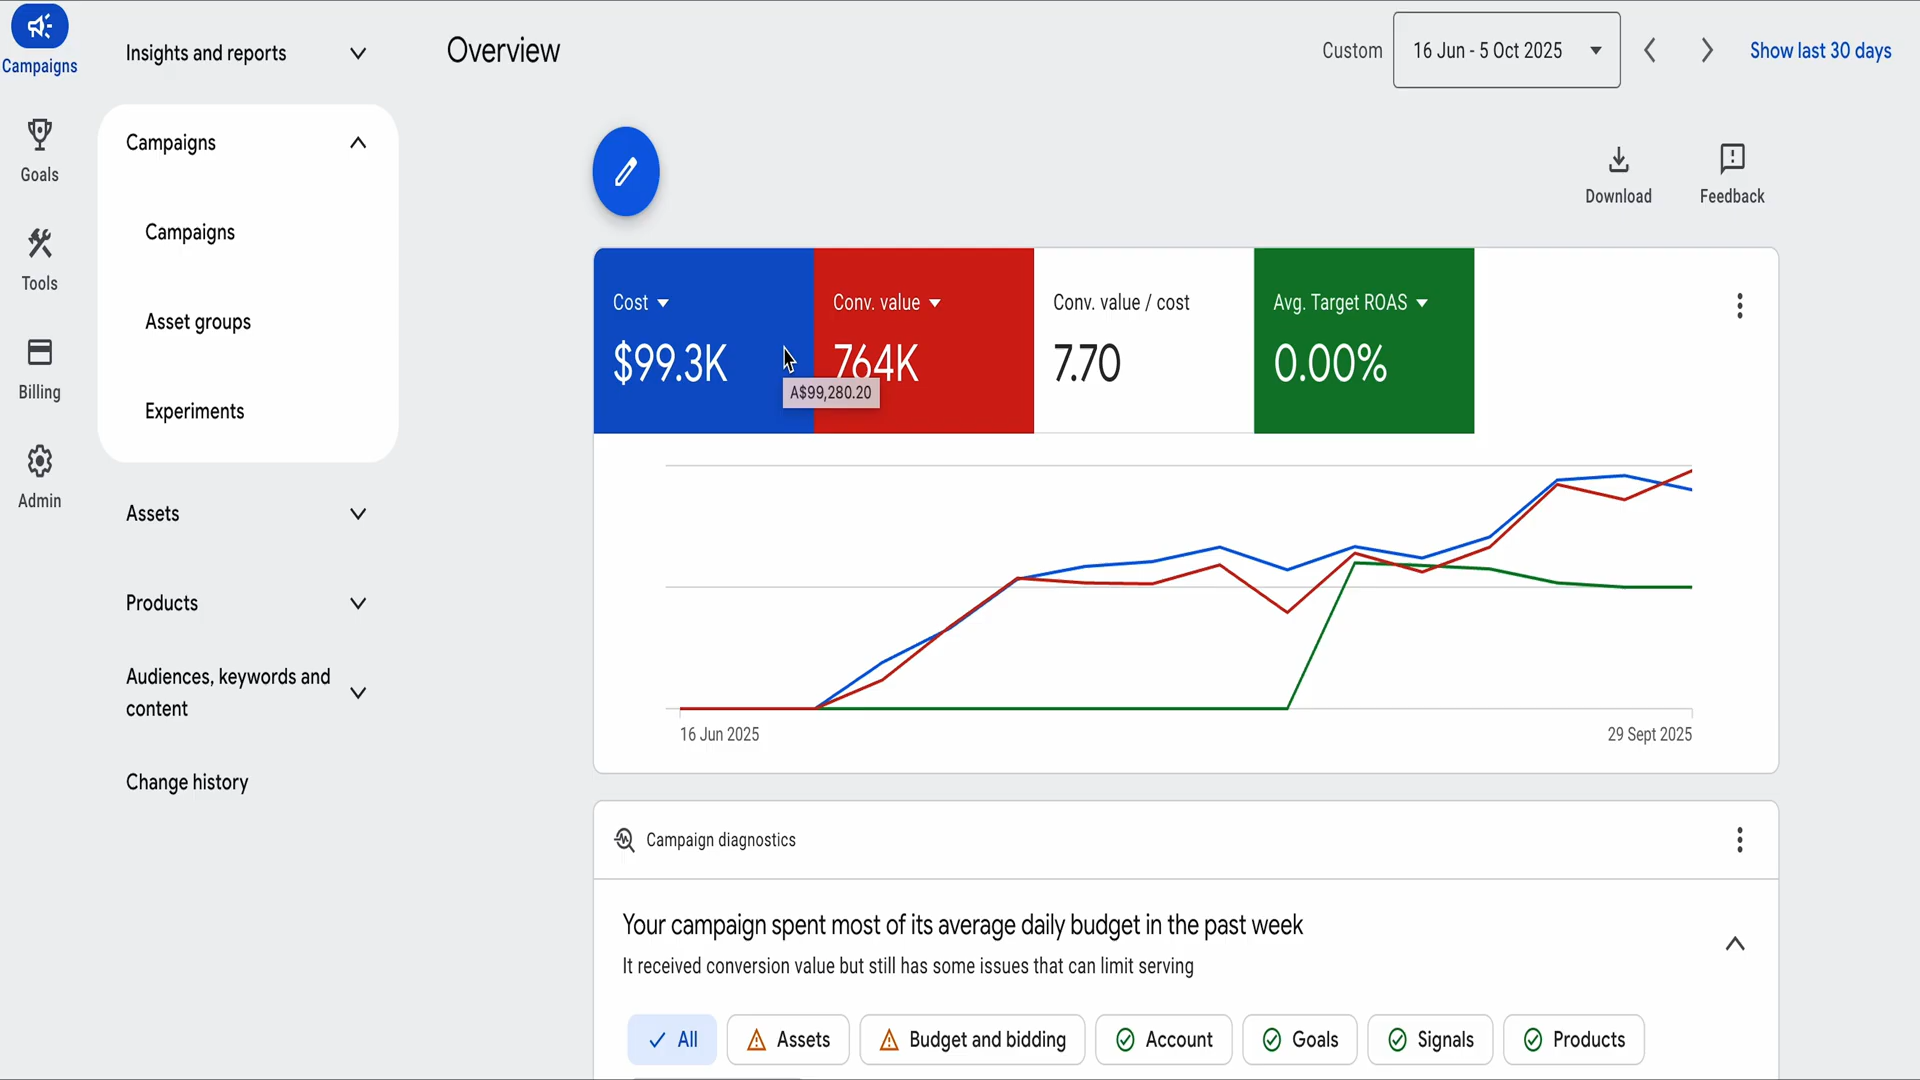 Campaigns
Goals
Tools
Billing
Admin
Insights and reports
Campaigns
Campaigns
Asset groups
Experiments
Assets
Products
Audiences, keywords and
content
Change history
Overview
Custom
16 Jun - 5 Oct 2025
Show last 30 days
Download
Feedback
Cost
$99.3K
A$99,280.20
Conv. value
764K
Conv. value / cost
7.70
Avg. Target ROAS
0.00%
16 Jun 2025
29 Sept 2025
Campaign diagnostics
Your campaign spent most of its average daily budget in the past week
It received conversion value but still has some issues that can limit serving
All
Assets
Budget and bidding
Account
Goals
Signals
Products